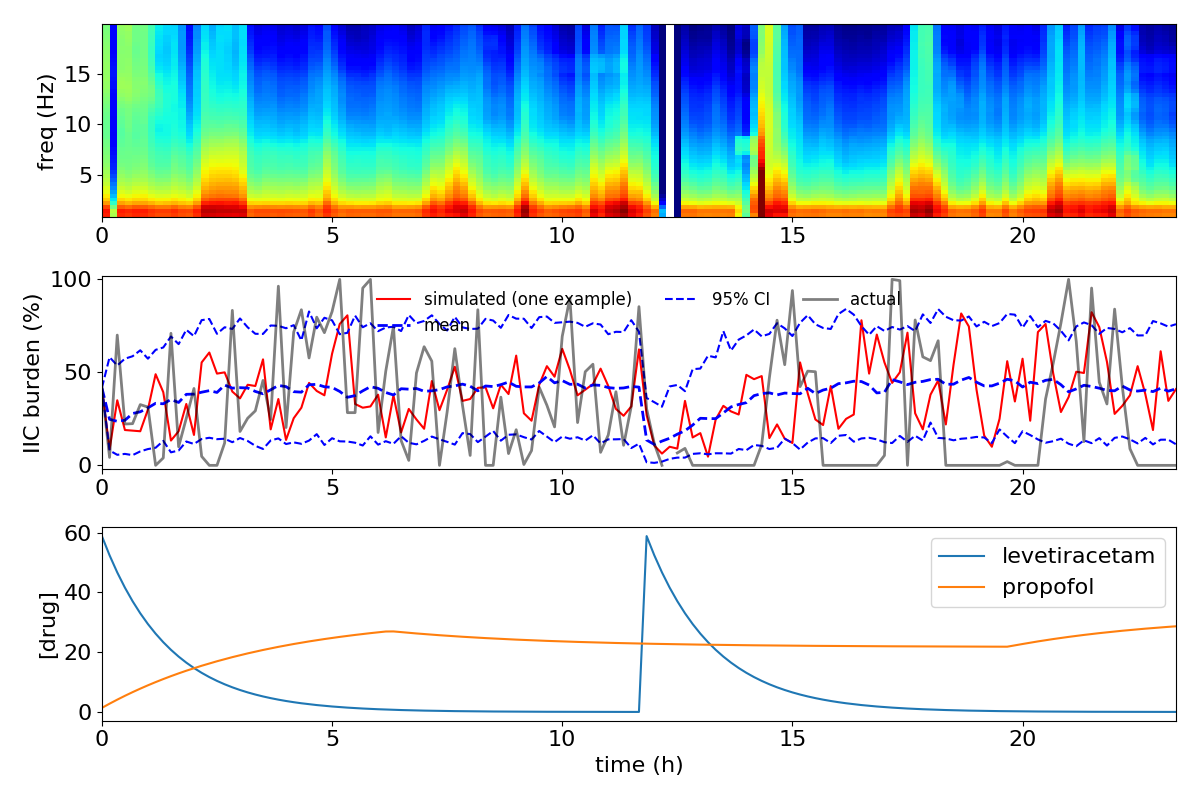 freq (Hz)
15
10
5
0 5 10 15 20
IIC burden (%)
100
50
0
simulated (one example) 95% CI actual
mean
0 5 10 15 20
[drug]
60
40
20
0
levetiracetam
propofol
0 5 10 15 20
time (h)